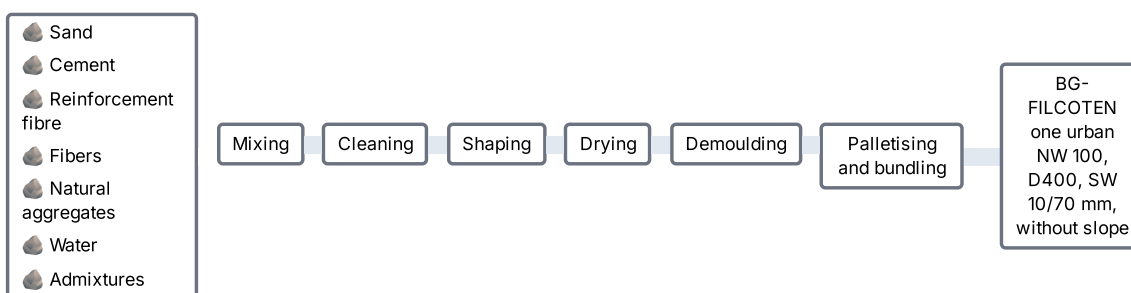 Sand
Cement
Reinforcement
fibre
Fibers
Natural
aggregates
Water
Admixtures
Mixing
Cleaning
Shaping
Drying
Demoulding
Palletising
and bundling
BG-
FILCOTEN
one urban
NW 100,
D400, SW
10/70 mm,
without slope